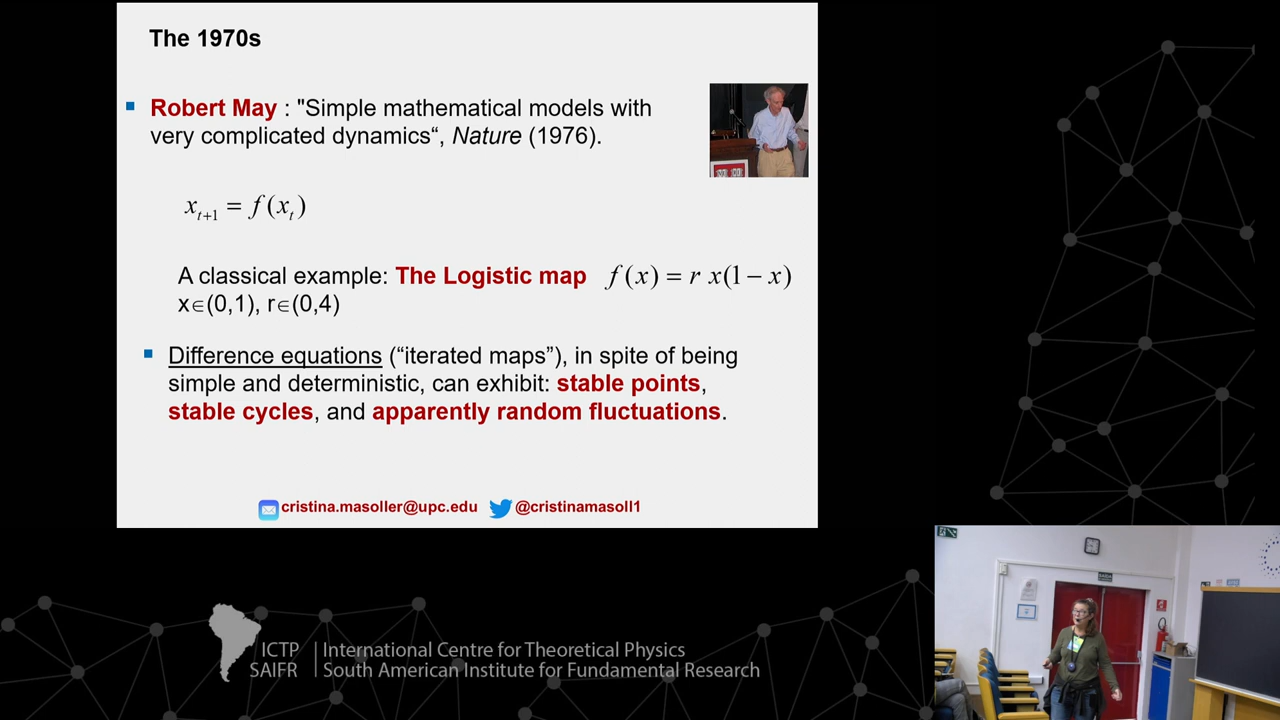 The 1970s
Robert May : "Simple mathematical models with
very complicated dynamics“, Nature (1976).
x_{t+1} = f(x_t)
A classical example: The Logistic map f(x) = r x(1 − x)
x∈(0,1), r∈(0,4)
Difference equations (“iterated maps”), in spite of being
simple and deterministic, can exhibit: stable points,
stable cycles, and apparently random fluctuations.
cristina.masoller@upc.edu @cristinamasoll1
ICTP International Centre for Theoretical Physics
SAIFR South American Institute for Fundamental Research